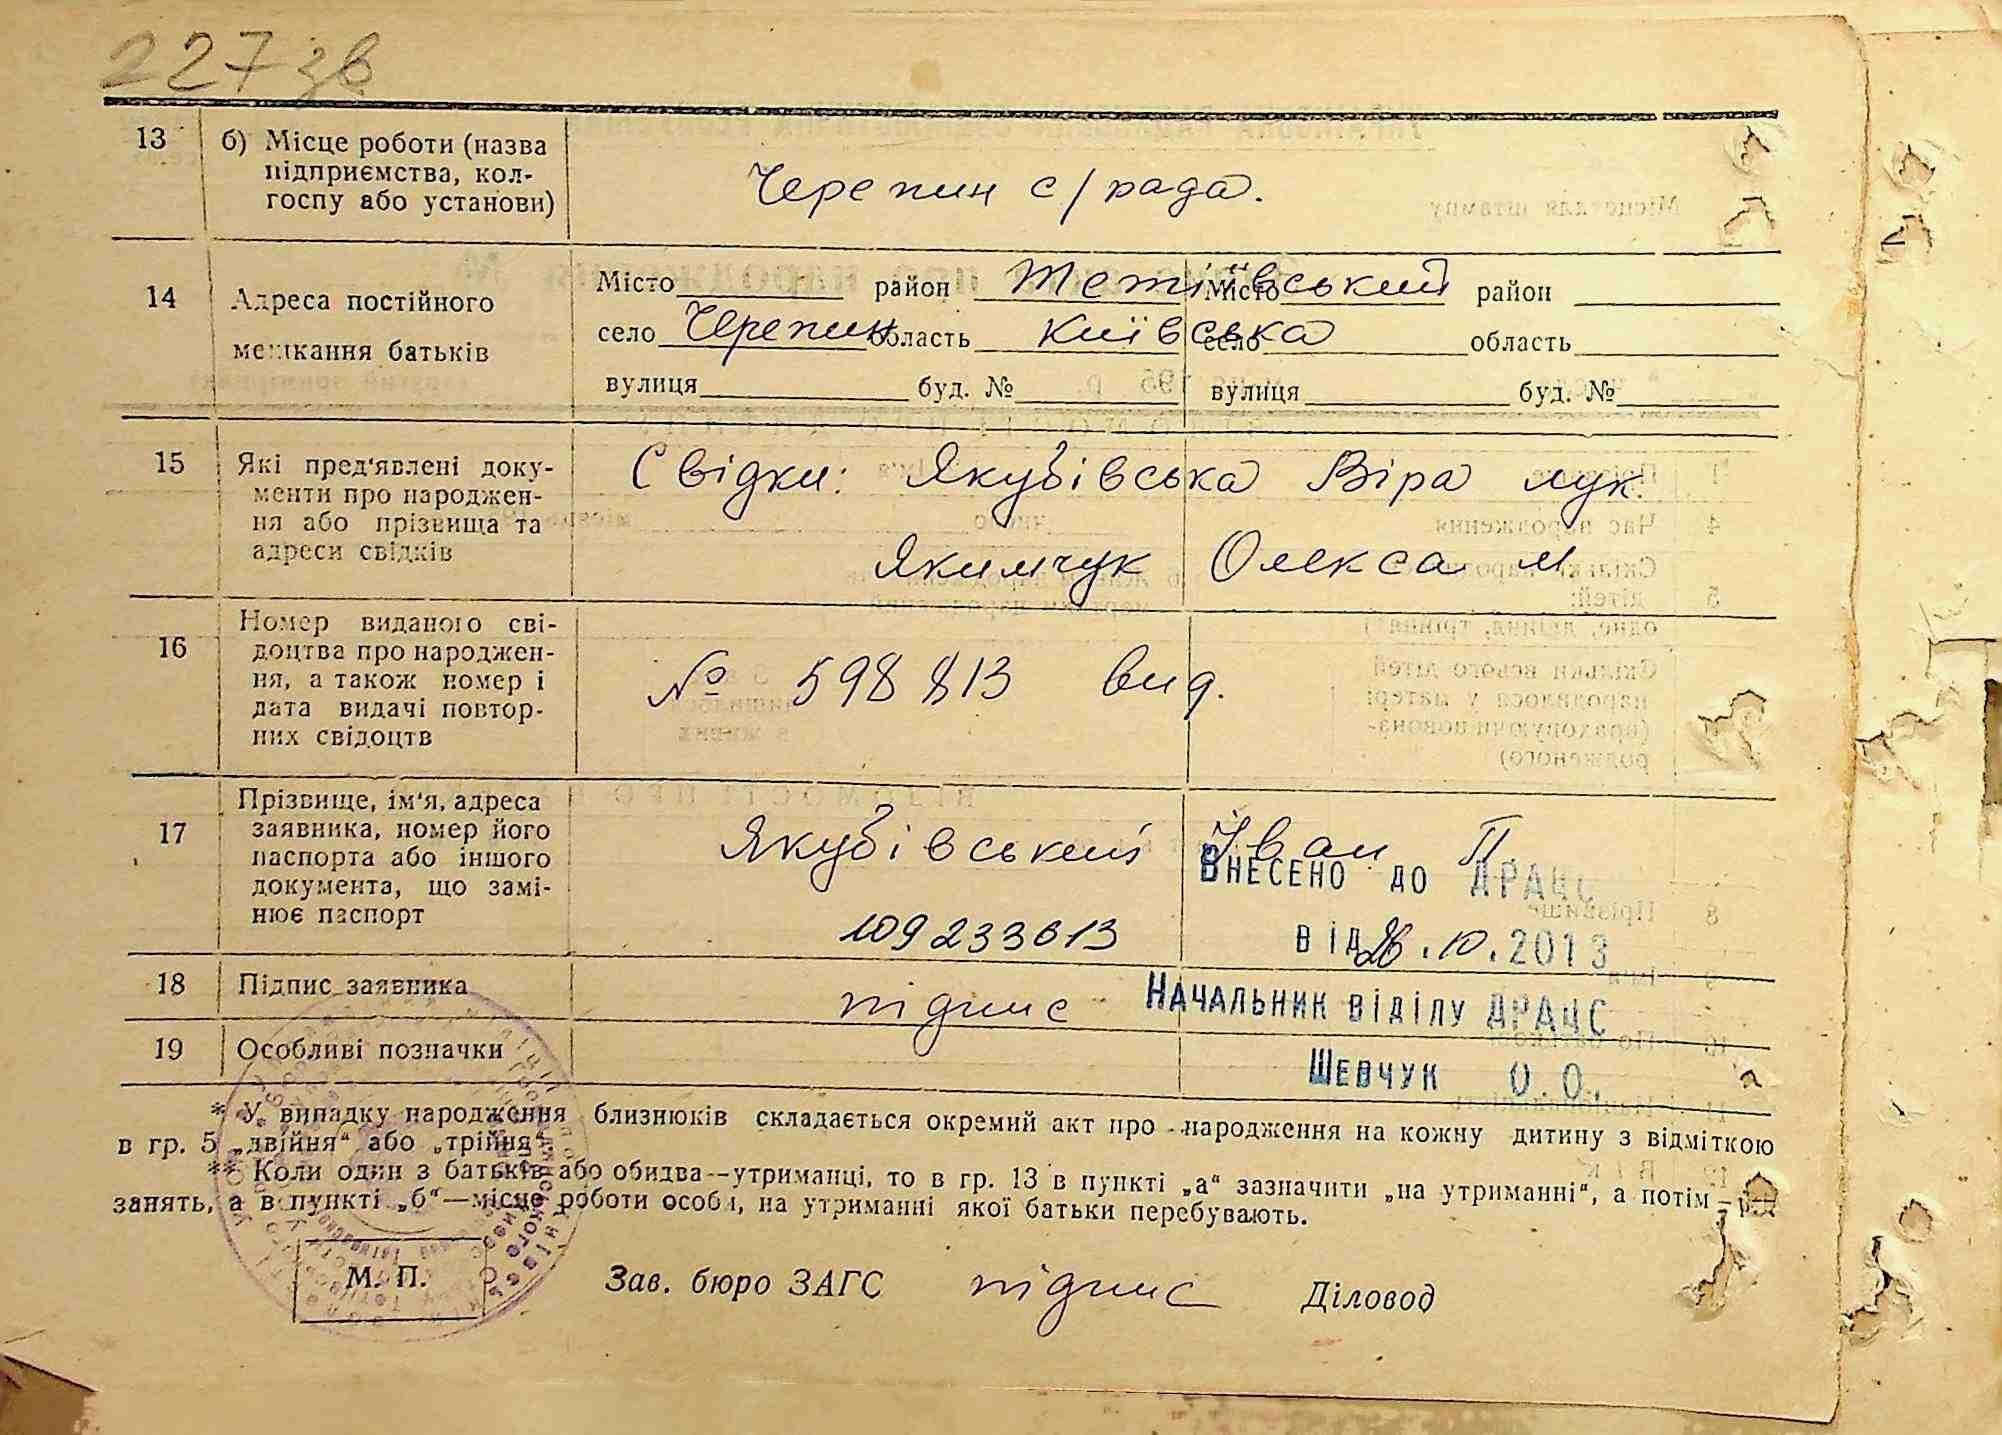 227 зв
13 б) Місце роботи (назва
підприємства, кол-
госпу або установи)
Черепин с/рада.
14 Адреса постійного
мешкання батьків
Місто район Тетіївський Місто район
село Черепин область Київська село область
вулиця буд. № вулиця буд. №
15 Які пред'явлені доку-
менти про народжен-
ня або прізвища та
адреси свідків
Свідки: Якубівська Віра Лук.
Якимчук Олекса М.
16 Номер виданого сві-
доцтва про народжен-
ня, а також номер і
дата видачі повтор-
них свідоцтв
№ 598813 вид.
17 Прізвище, ім'я, адреса
заявника, номер його
паспорта або іншого
документа, що замі-
нює паспорт
Якубівський Іван П
109233613
Внесено до ДРАЦС
від 26.10.2013
18 Підпис заявника
підпис
Начальник відділу ДРАЦС
19 Особливі позначки
Шевчук О.О.
* У випадку народження близнюків складається окремий акт про народження на кожну дитину з відміткою
в гр. 5 „двійня“ або „трійня“.
** Коли один з батьків або обидва—утриманці, то в гр. 13 в пункті „а“ зазначити „на утриманні“, а потім — рід
занять, а в пункті „б“—місце роботи особи, на утриманні якої батьки перебувають.
М. П.
Зав. бюро ЗАГС підпис Діловод